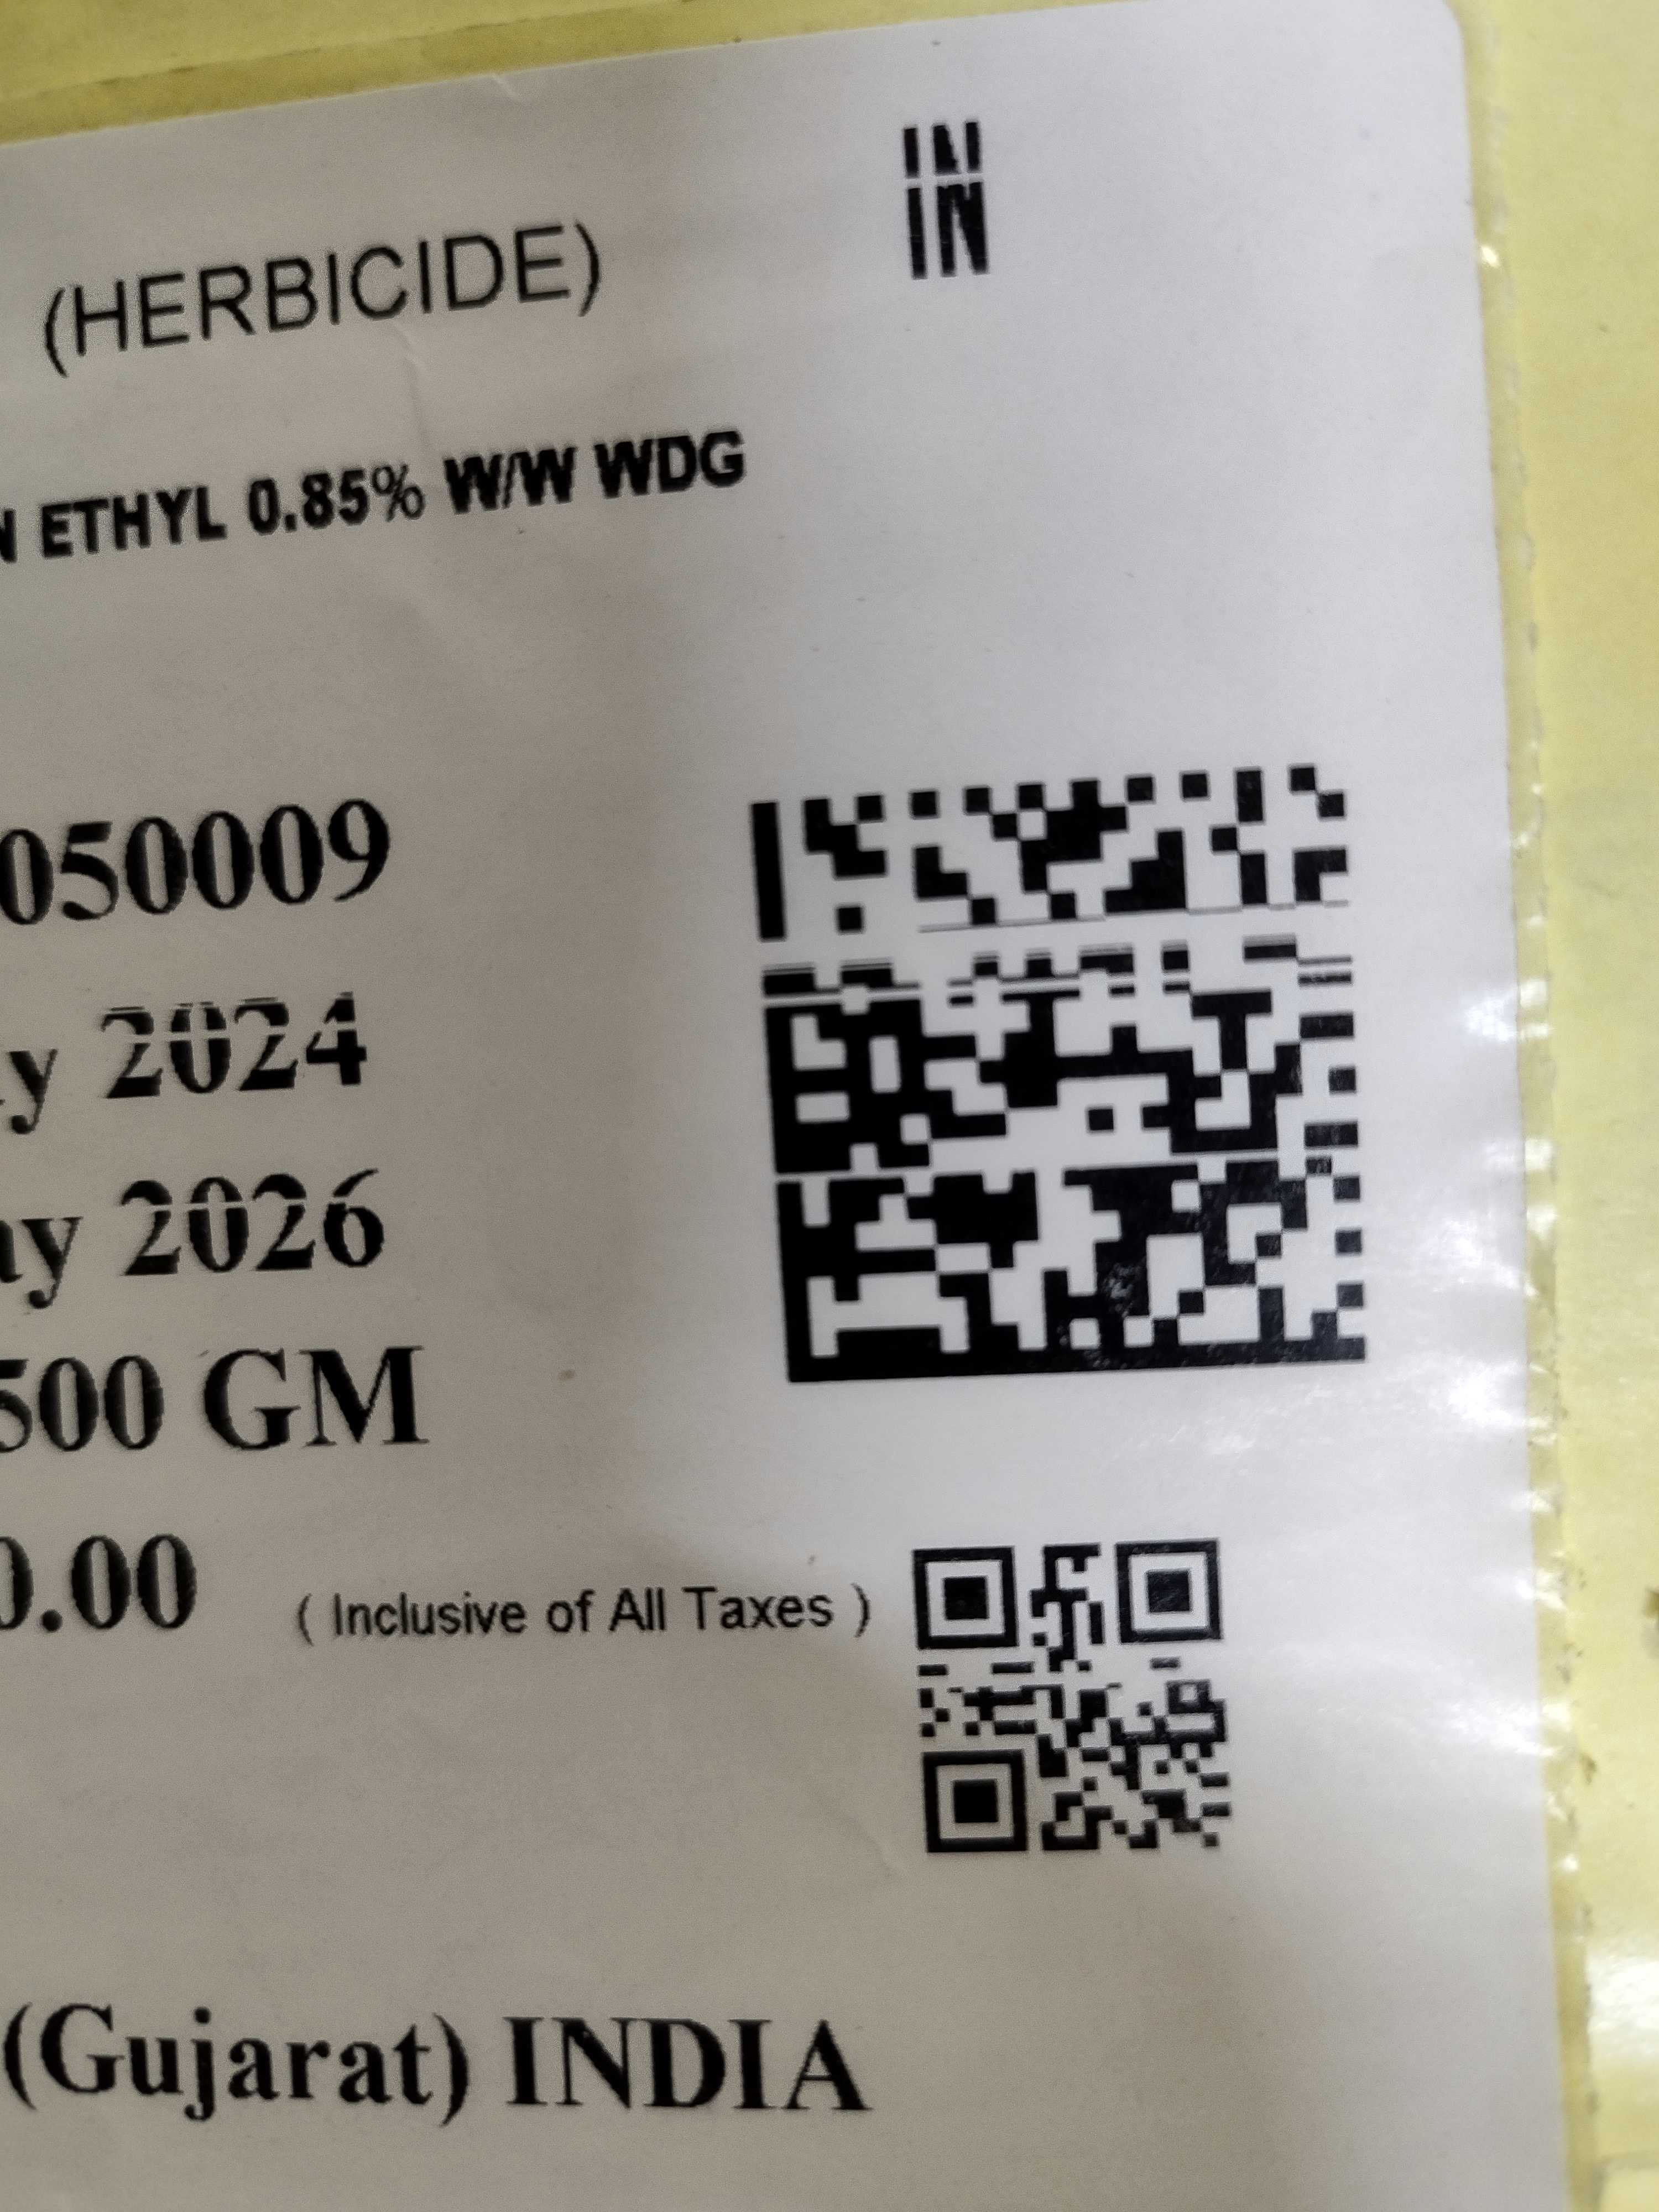 IN
IN
(HERBICIDE)
ETHYL 0.85% W/W WDG
050009
2024
2026
500 GM
0.00 ( Inclusive of All Taxes )
(Gujarat) INDIA